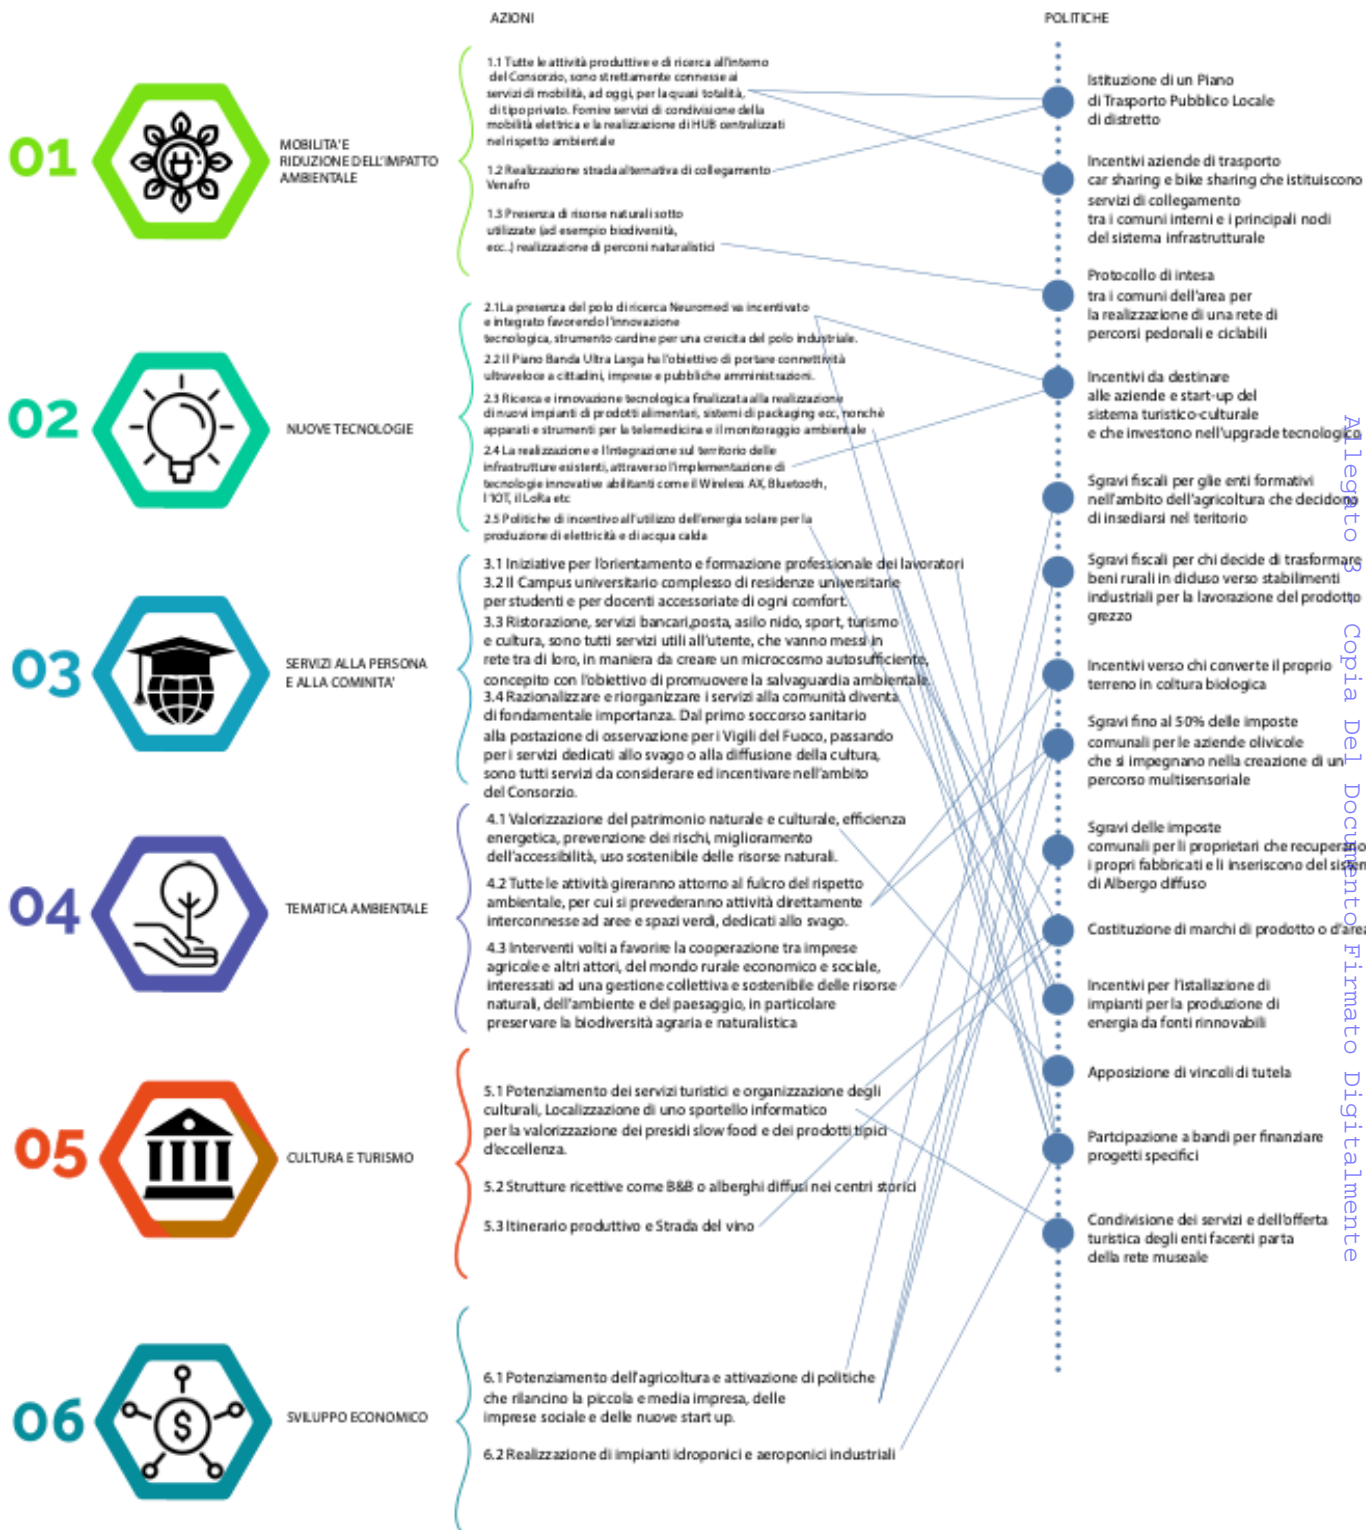 AZIONI
POLITICHE
01
MOBILITA' E
RIDUZIONE DELL'IMPATTO
AMBIENTALE
1.1 Tutte le attività produttive e di ricerca all'interno
del Consorzio, sono strettamente connesse ai
servizi di mobilità, ad oggi, per la quasi totalità,
di tipo privato. Fornire servizi di condivisione della
mobilità elettrica e la realizzazione di HUB centralizzati
nel rispetto ambientale
1.2 Realizzazione strada alternativa di collegamento
Venafro
1.3 Presenza di risorse naturali sotto
utilizzate (ad esempio biodiversità,
ecc..) realizzazione di percorsi naturalistici
02
NUOVE TECNOLOGIE
2.1 La presenza del polo di ricerca Neuromed va incentivato
e integrato favorendo l'innovazione
tecnologica, strumento cardine per una crescita del polo industriale.
2.2 Il Piano Banda Ultra Larga ha l'obiettivo di portare connettività
ultraveloce a cittadini, imprese e pubbliche amministrazioni.
2.3 Ricerca e innovazione tecnologica finalizzata alla realizzazione
di nuovi impianti di prodotti alimentari, sistemi di packaging ecc, nonchè
apparati e strumenti per la telemedicina e il monitoraggio ambientale
2.4 La realizzazione e l'integrazione sul territorio delle
infrastrutture esistenti, attraverso l'implementazione di
tecnologie innovative abilitanti come il Wireless AX, Bluetooth,
l'IOT, il LoRa etc
2.5 Politiche di incentivo all'utilizzo dell'energia solare per la
produzione di elettricità e di acqua calda
03
SERVIZI ALLA PERSONA
E ALLA COMINITA'
3.1 Iniziative per l'orientamento e formazione professionale dei lavoratori
3.2 Il Campus universitario complesso di residenze universitarie
per studenti e per docenti accessoriate di ogni comfort.
3.3 Ristorazione, servizi bancari,posta, asilo nido, sport, turismo
e cultura, sono tutti servizi utili all'utente, che vanno messi in
rete tra di loro, in maniera da creare un microcosmo autosufficiente,
concepito con l'obiettivo di promuovere la salvaguardia ambientale.
3.4 Razionalizzare e riorganizzare i servizi alla comunità diventa
di fondamentale importanza. Dal primo soccorso sanitario
alla postazione di osservazione per i Vigili del Fuoco, passando
per i servizi dedicati allo svago o alla diffusione della cultura,
sono tutti servizi da considerare ed incentivare nell'ambito
del Consorzio.
04
TEMATICA AMBIENTALE
4.1 Valorizzazione del patrimonio naturale e culturale, efficienza
energetica, prevenzione dei rischi, miglioramento
dell'accessibilità, uso sostenibile delle risorse naturali.
4.2 Tutte le attività gireranno attorno al fulcro del rispetto
ambientale, per cui si prevederanno attività direttamente
interconnesse ad aree e spazi verdi, dedicati allo svago.
4.3 Interventi volti a favorire la cooperazione tra imprese
agricole e altri attori, del mondo rurale economico e sociale,
interessati ad una gestione collettiva e sostenibile delle risorse
naturali, dell'ambiente e del paesaggio, in particolare
preservare la biodiversità agraria e naturalistica
05
CULTURA E TURISMO
5.1 Potenziamento dei servizi turistici e organizzazione degli
culturali, Localizzazione di uno sportello informatico
per la valorizzazione dei presidi slow food e dei prodotti tipici
d'eccellenza.
5.2 Strutture ricettive come B&B o alberghi diffusi nei centri storici
5.3 Itinerario produttivo e Strada del vino
06
SVILUPPO ECONOMICO
$
6.1 Potenziamento dell'agricoltura e attivazione di politiche
che rilancino la piccola e media impresa, delle
imprese sociale e delle nuove start up.
6.2 Realizzazione di impianti idroponici e aeroponici industriali
Istituzione di un Piano
di Trasporto Pubblico Locale
di distretto
Incentivi aziende di trasporto
car sharing e bike sharing che istituiscono
servizi di collegamento
tra i comuni interni e i principali nodi
del sistema infrastrutturale
Protocollo di intesa
tra i comuni dell'area per
la realizzazione di una rete di
percorsi pedonali e ciclabili
Incentivi da destinare
alle aziende e start-up del
sistema turistico-culturale
e che investono nell'upgrade tecnologico
Sgravi fiscali per glie enti formativi
nell'ambito dell'agricoltura che decidono
di insediarsi nel teritorio
Sgravi fiscali per chi decide di trasformare
beni rurali in diduso verso stabilimenti
industriali per la lavorazione del prodotto
grezzo
Incentivi verso chi converte il proprio
terreno in coltura biologica
Sgravi fino al 50% delle imposte
comunali per le aziende olivicole
che si impegnano nella creazione di un
percorso multisensoriale
Sgravi delle imposte
comunali per li proprietari che recuperano
i propri fabbricati e li inseriscono del sistem
di Albergo diffuso
Costituzione di marchi di prodotto o d'area
Incentivi per l'istallazione di
impianti per la produzione di
energia da fonti rinnovabili
Apposizione di vincoli di tutela
Partcipazione a bandi per finanziare
progetti specifici
Condivisione dei servizi e dell'offerta
turistica degli enti facenti parta
della rete museale
Allegato 3 - Copia Del Documento Firmato Digitalmente